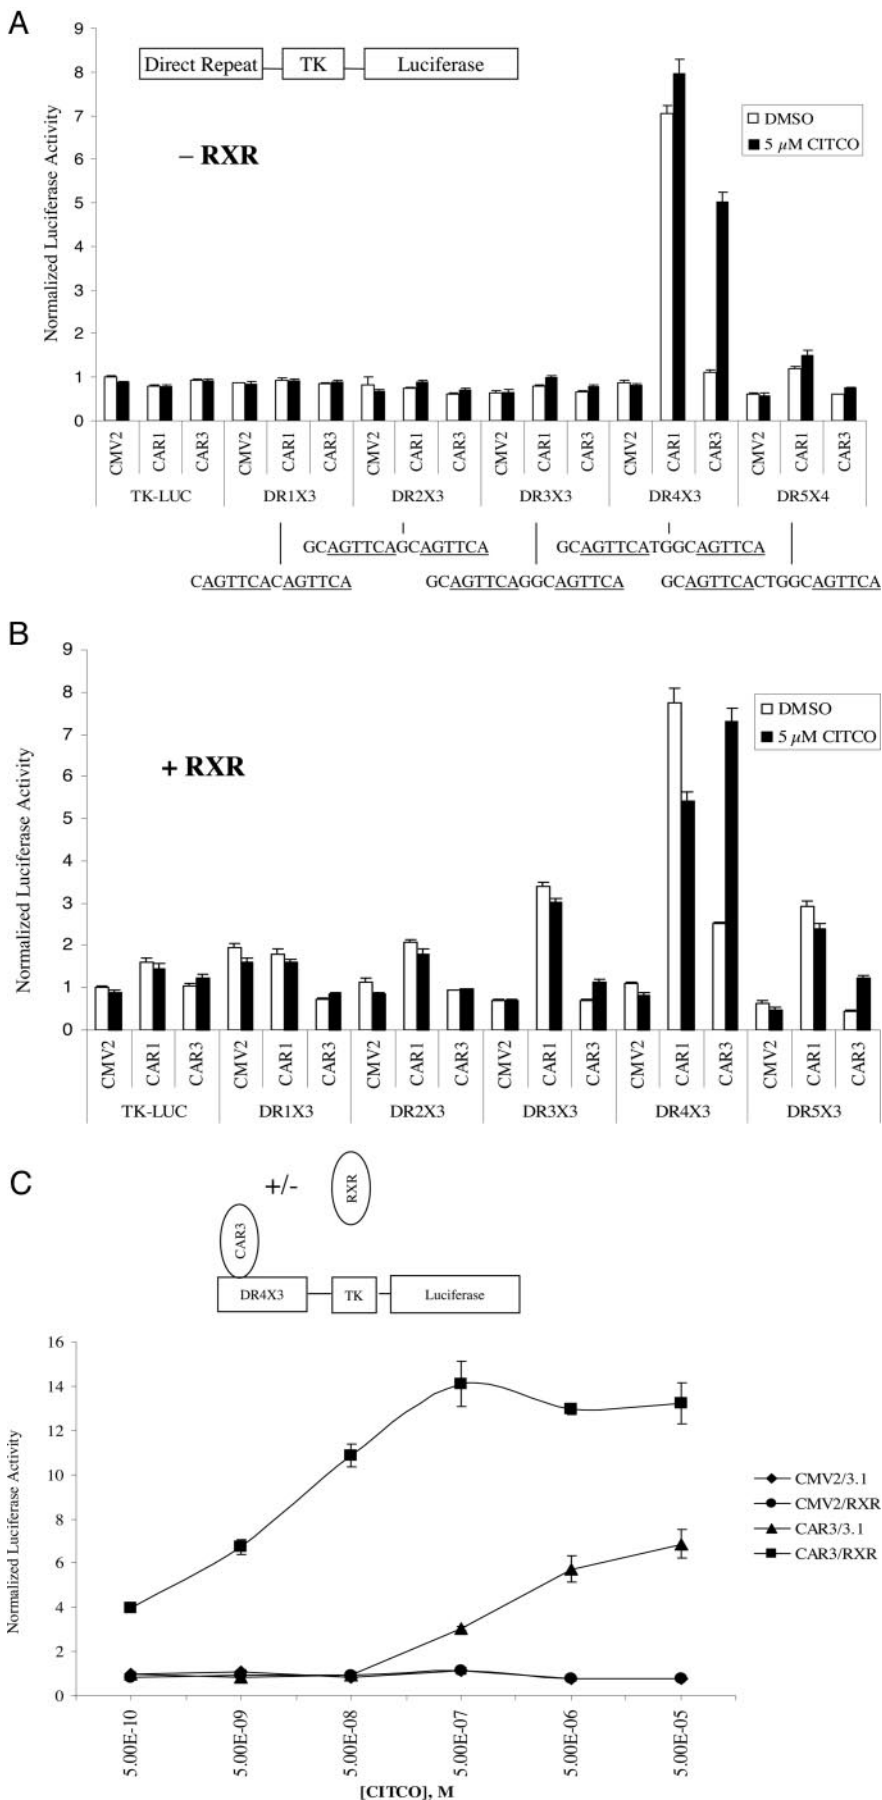 A
9
8
7
6
5
4
3
2
1
0
Normalized Luciferase Activity
Direct Repeat TK Luciferase
– RXR
DMSO
5 µM CITCO
CMV2 CAR1 CAR3 CMV2 CAR1 CAR3 CMV2 CAR1 CAR3 CMV2 CAR1 CAR3 CMV2 CAR1 CAR3 CMV2 CAR1 CAR3
TK-LUC DR1X3 DR2X3 DR3X3 DR4X3 DR5X4
GCAGTTCAGCAGTTCA GCAGTTCATGGCAGTTCA
CAGTTCACAGTTCA GCAGTTCAGGCAGTTCA GCAGTTCACTGGCAGTTCA
B
9
8
7
6
5
4
3
2
1
0
Normalized Luciferase Activity
+ RXR
DMSO
5 µM CITCO
CMV2 CAR1 CAR3 CMV2 CAR1 CAR3 CMV2 CAR1 CAR3 CMV2 CAR1 CAR3 CMV2 CAR1 CAR3 CMV2 CAR1 CAR3
TK-LUC DR1X3 DR2X3 DR3X3 DR4X3 DR5X3
C
+/-
RXR
CAR3
DR4X3 TK Luciferase
16
14
12
10
8
6
4
2
0
Normalized Luciferase Activity
CMV2/3.1
CMV2/RXR
CAR3/3.1
CAR3/RXR
5.00E-10 5.00E-09 5.00E-08 5.00E-07 5.00E-06 5.00E-05
[CITCO], M